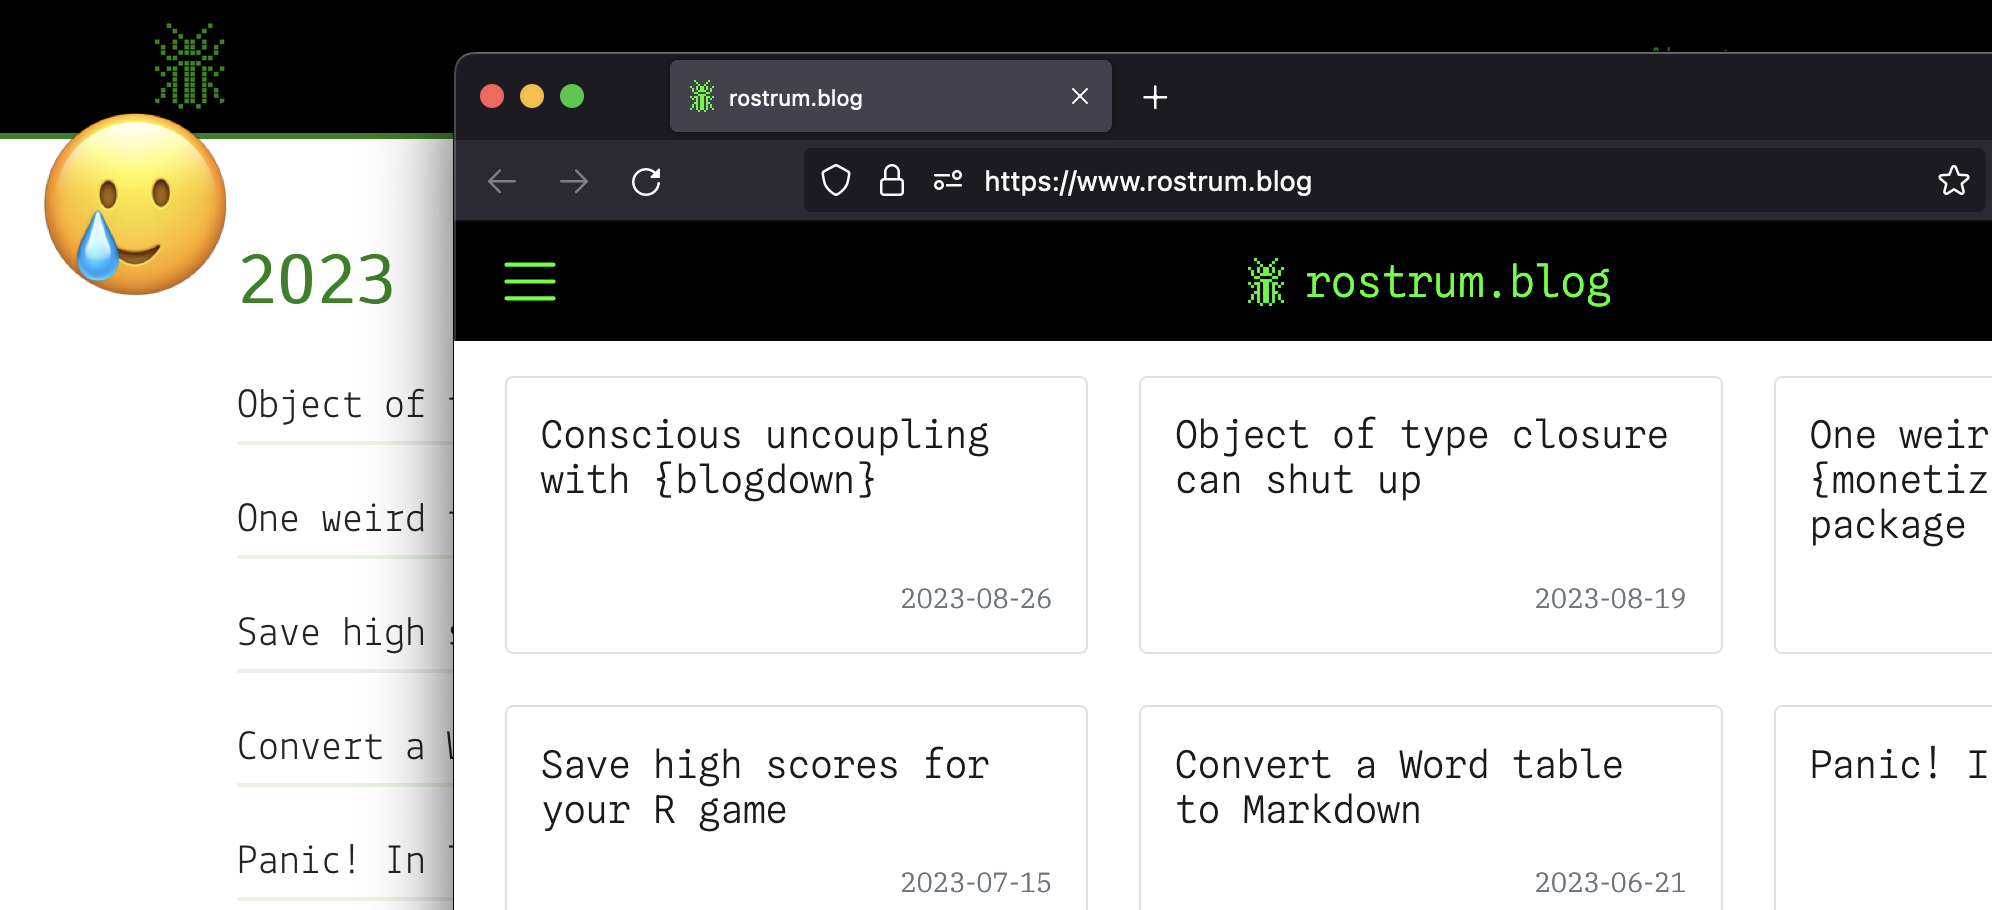 2023
Object of
One weird
Save high
Convert a
Panic! In
rostrum.blog
https://www.rostrum.blog
rostrum.blog
Conscious uncoupling
with {blogdown}
2023-08-26
Object of type closure
can shut up
2023-08-19
One weir
{monetiz
package
Save high scores for
your R game
2023-07-15
Convert a Word table
to Markdown
2023-06-21
Panic! I